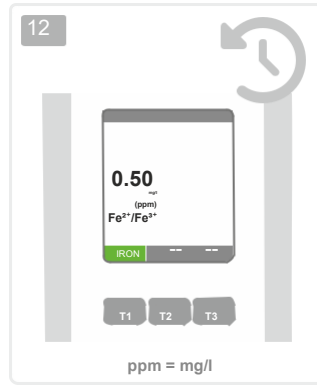 12
0.50
mg/l
(ppm)
Fe²⁺/Fe³⁺
IRON -- --
T1 T2 T3
ppm = mg/l